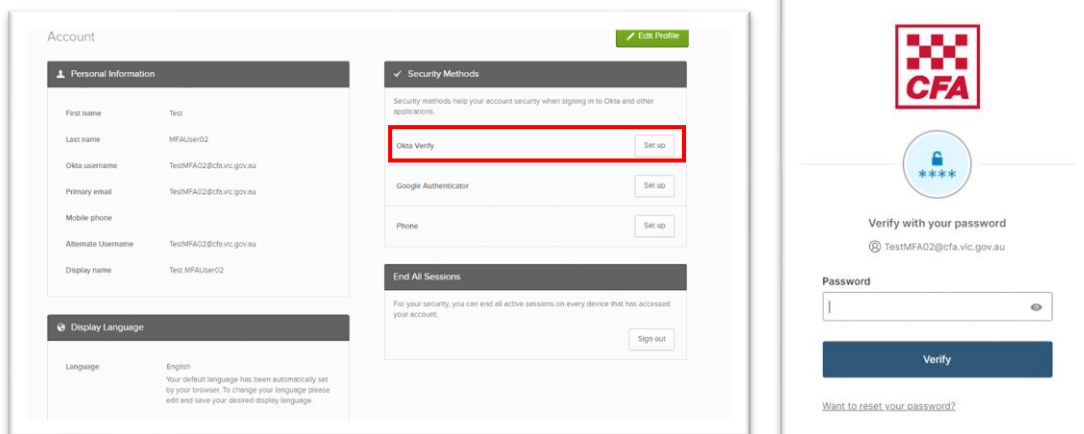 Account
Edit Profile
Personal Information
First name Test
Last name MFAUser02
Okta username TestMFA02@cfa.vic.gov.au
Primary email TestMFA02@cfa.vic.gov.au
Mobile phone
Alternate Username TestMFA02@cfa.vic.gov.au
Display name Test MFAUser02
Display Language
Language English
Your default language has been automatically set
by your browser. To change your language please
edit and save your desired display language.
Security Methods
Security methods help your account security when signing in to Okta and other
applications.
Okta Verify Set up
Google Authenticator Set up
Phone Set up
End All Sessions
For your security, you can end all active sessions on every device that has accessed
your account.
Sign out
CFA
****
Verify with your password
TestMFA02@cfa.vic.gov.au
Password
Verify
Want to reset your password?